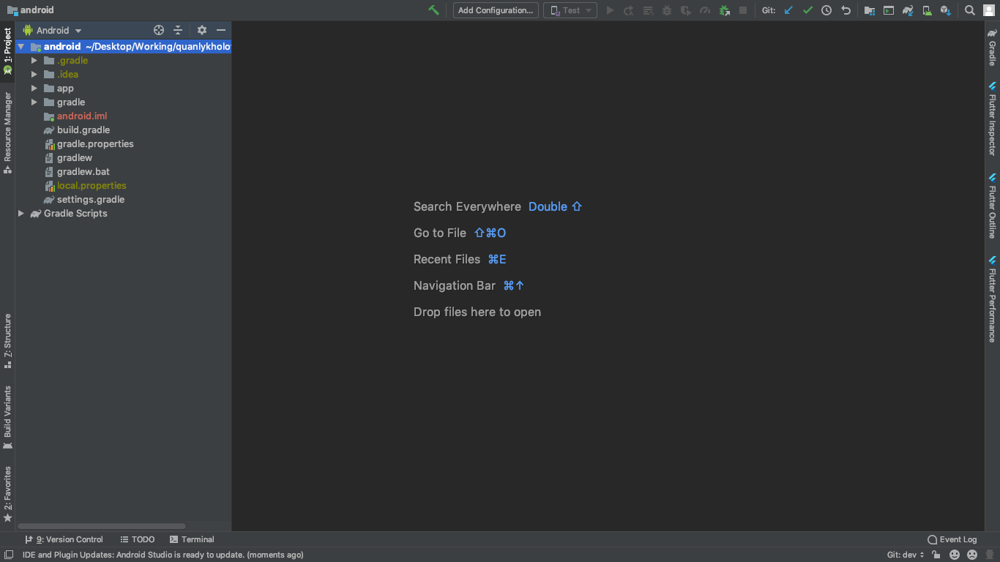 android
Add Configuration...
Test
Git:
Android
android ~/Desktop/Working/quanlykholo
.gradle
.idea
app
gradle
android.iml
build.gradle
gradle.properties
gradlew
gradlew.bat
local.properties
settings.gradle
Gradle Scripts
1: Project
Resource Manager
Z: Structure
Build Variants
2: Favorites
Search Everywhere Double ⇧
Go to File ⇧⌘O
Recent Files ⌘E
Navigation Bar ⌘↑
Drop files here to open
Gradle
Flutter Inspector
Flutter Outline
Flutter Performance
9: Version Control
TODO
Terminal
Event Log
IDE and Plugin Updates: Android Studio is ready to update. (moments ago)
Git: dev